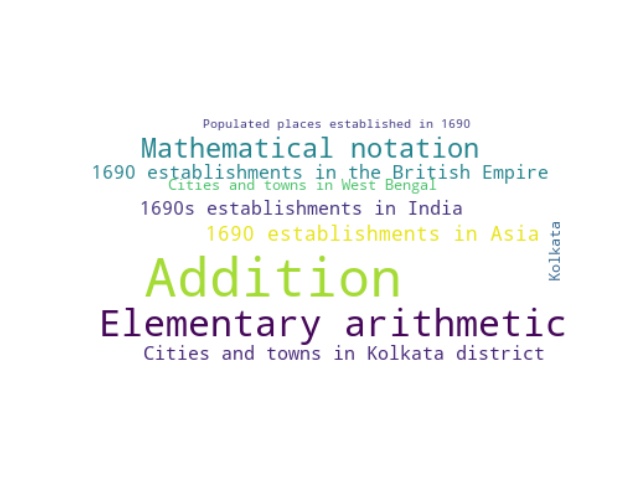 Populated places established in 1690
Mathematical notation
1690 establishments in the British Empire
Cities and towns in West Bengal
1690s establishments in India
1690 establishments in Asia
Kolkata
Addition
Elementary arithmetic
Cities and towns in Kolkata district